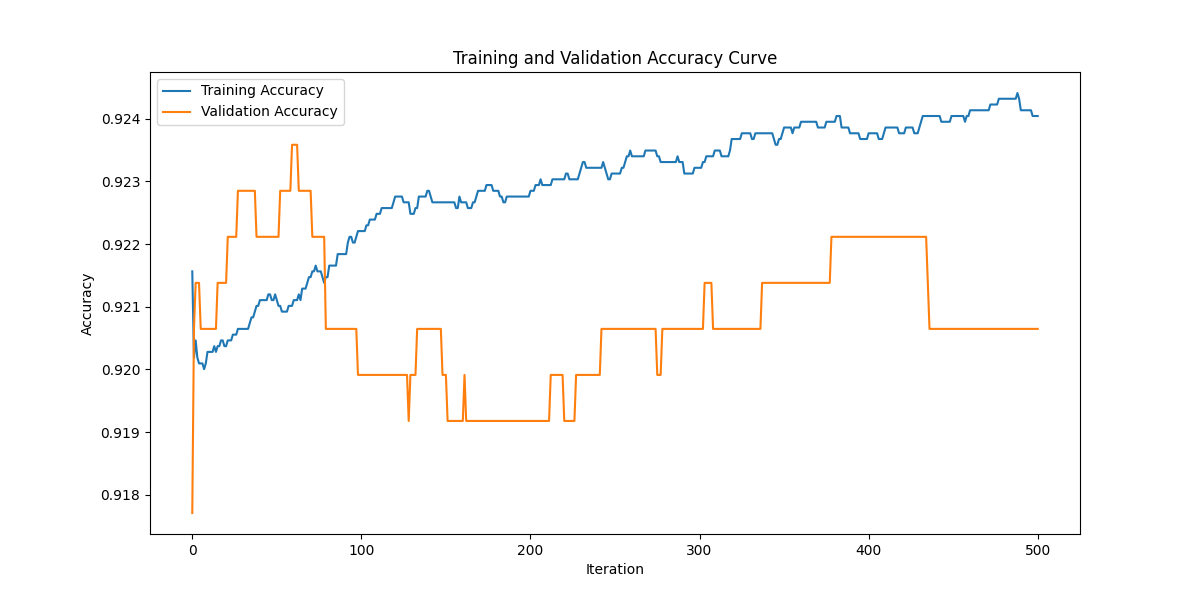 Training and Validation Accuracy Curve
Training Accuracy
Validation Accuracy
Accuracy
0.924
0.923
0.922
0.921
0.920
0.919
0.918
0 100 200 300 400 500
Iteration